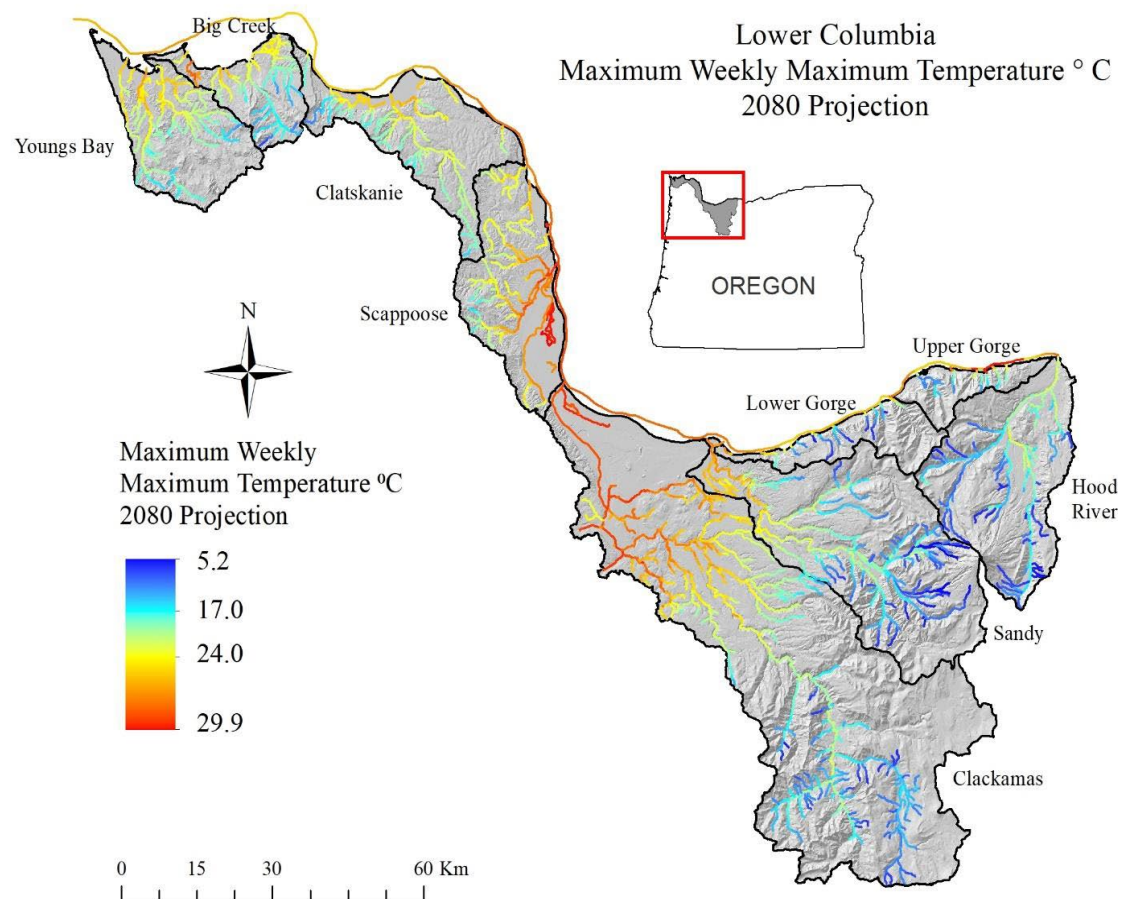 Lower Columbia
Maximum Weekly Maximum Temperature ° C
2080 Projection
Big Creek
Youngs Bay
Clatskanie
OREGON
Scappoose
N
Upper Gorge
Lower Gorge
Hood
River
Sandy
Clackamas
Maximum Weekly
Maximum Temperature ºC
2080 Projection
5.2
17.0
24.0
29.9
0 15 30 60 Km